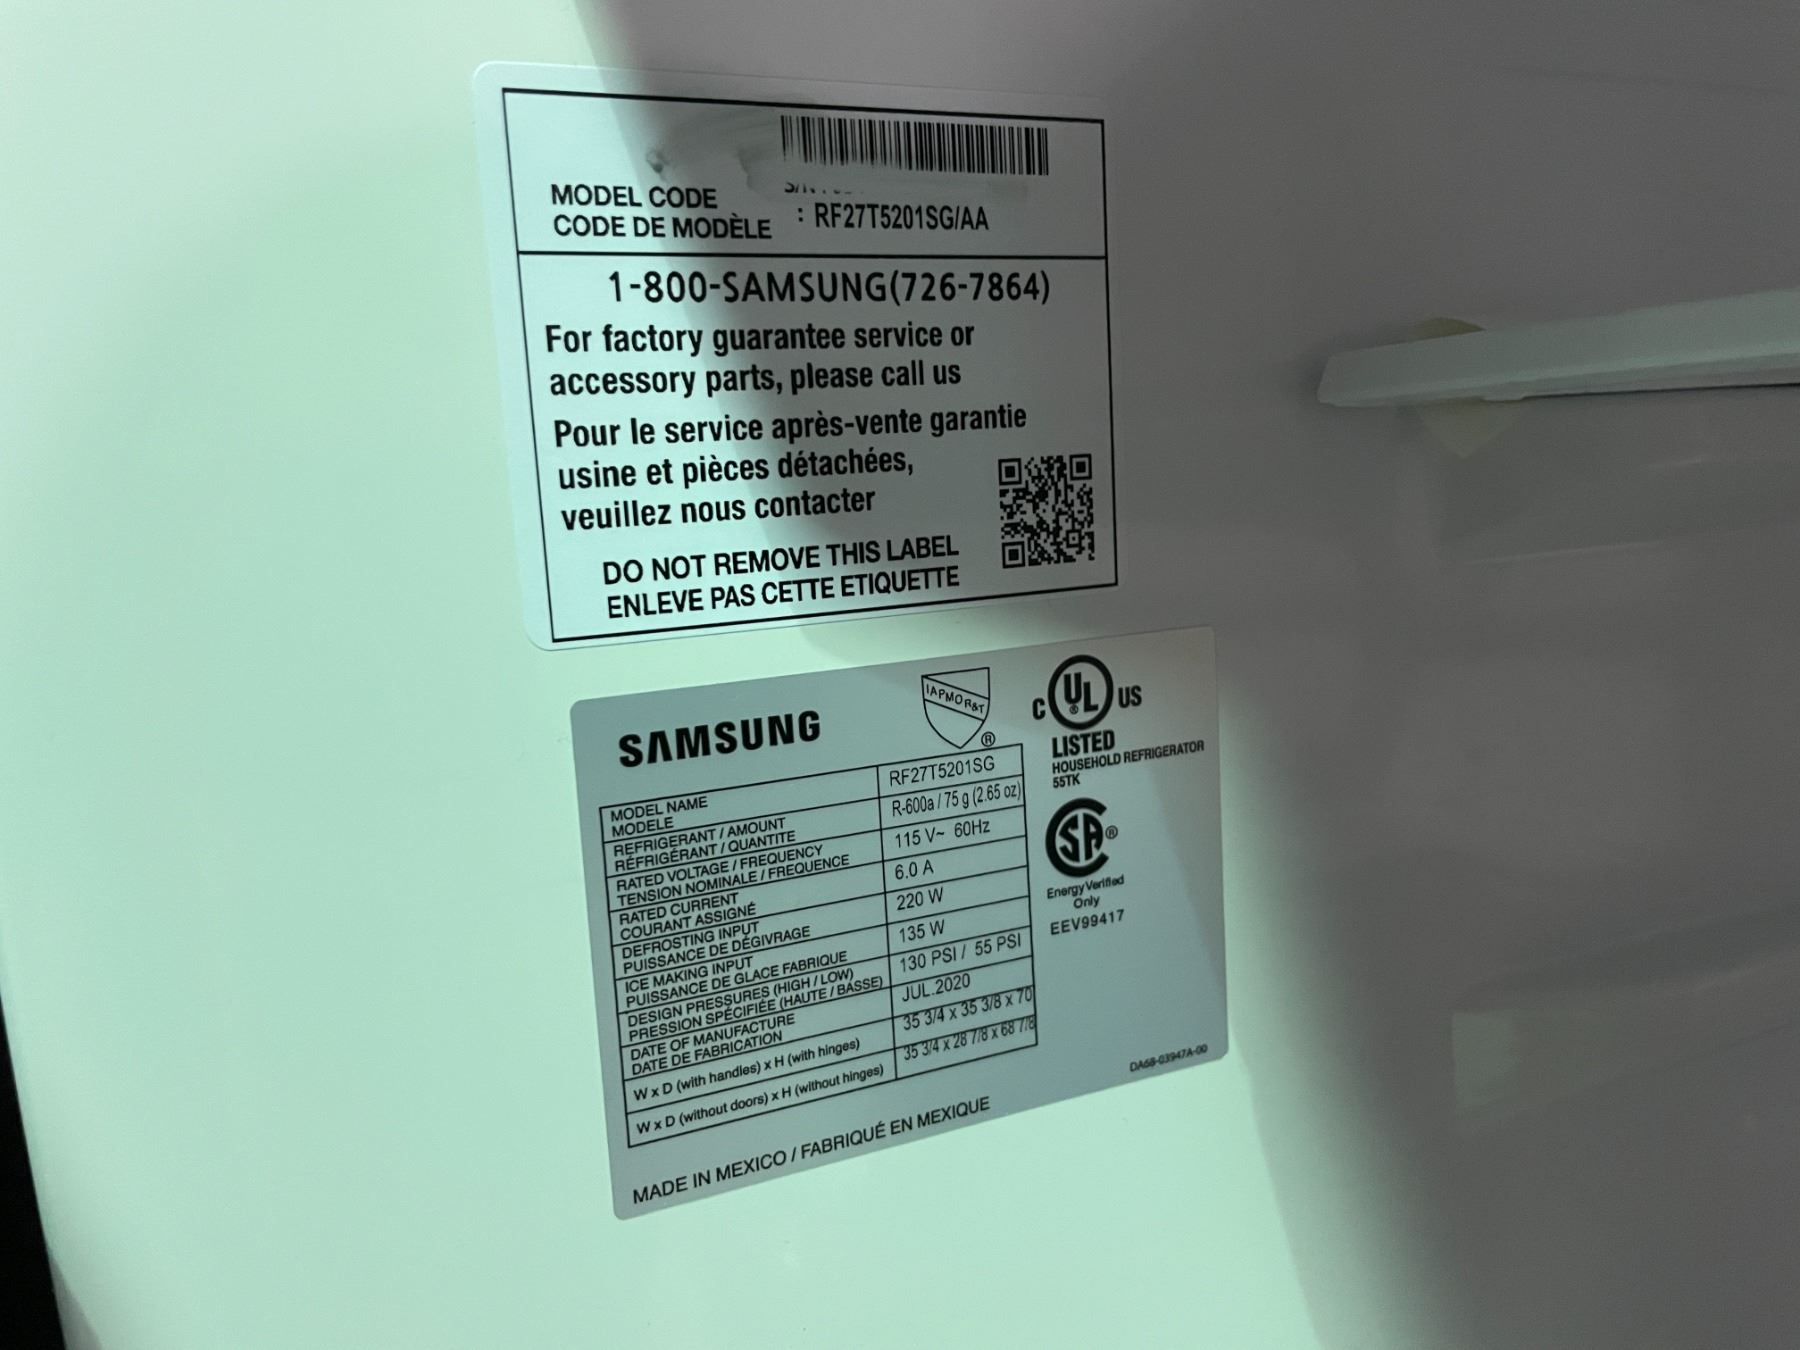 MODEL CODE
CODE DE MODÈLE : RF27T5201SG/AA
1-800-SAMSUNG(726-7864)
For factory guarantee service or
accessory parts, please call us
Pour le service après-vente garantie
usine et pièces détachées,
veuillez nous contacter
DO NOT REMOVE THIS LABEL
ENLEVE PAS CETTE ETIQUETTE
SAMSUNG
IAPMO R&T ®
C UL ® US
LISTED
HOUSEHOLD REFRIGERATOR
55TK
SA ®
Energy Verified
Only
EEV99417
MODEL NAME
MODELE
RF27T5201SG
REFRIGERANT / AMOUNT
RÉFRIGÉRANT / QUANTITE
R-600a / 75 g (2.65 oz)
RATED VOLTAGE / FREQUENCY
TENSION NOMINALE / FREQUENCE
115 V~ 60Hz
RATED CURRENT
COURANT ASSIGNÉ
6.0 A
DEFROSTING INPUT
PUISSANCE DE DÉGIVRAGE
220 W
ICE MAKING INPUT
PUISSANCE DE GLACE FABRIQUE
135 W
DESIGN PRESSURES (HIGH / LOW)
PRESSION SPÉCIFIÉE (HAUTE / BASSE)
130 PSI / 55 PSI
DATE OF MANUFACTURE
DATE DE FABRICATION
JUL.2020
W x D (with handles) x H (with hinges)
35 3/4 x 35 3/8 x 70
W x D (without doors) x H (without hinges)
35 3/4 x 28 7/8 x 68 7/8
DA68-03947A-00
MADE IN MEXICO / FABRIQUÉ EN MEXIQUE